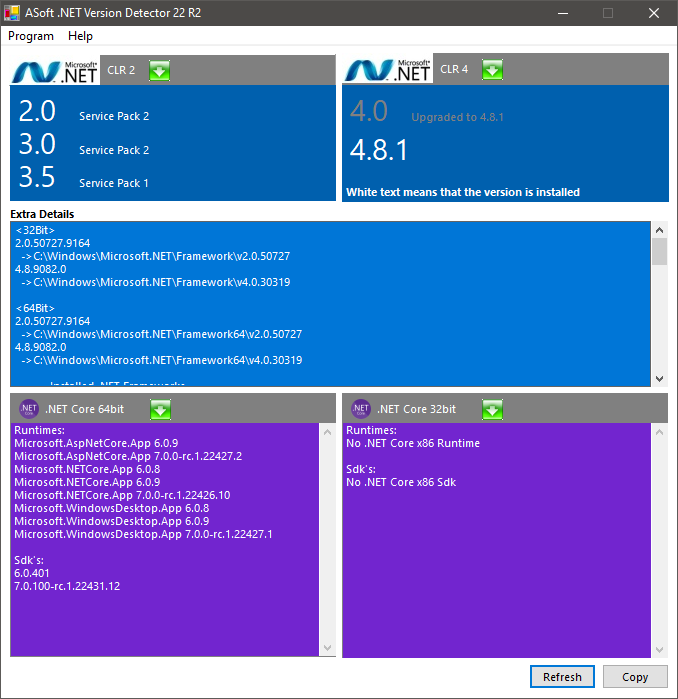 ASoft .NET Version Detector 22 R2
Program Help
Microsoft .NET CLR 2
2.0 Service Pack 2
3.0 Service Pack 2
3.5 Service Pack 1
Microsoft .NET CLR 4
4.0 Upgraded to 4.8.1
4.8.1
White text means that the version is installed
Extra Details
<32Bit>
2.0.50727.9164
->C:\Windows\Microsoft.NET\Framework\v2.0.50727
4.8.9082.0
->C:\Windows\Microsoft.NET\Framework\v4.0.30319
<64Bit>
2.0.50727.9164
->C:\Windows\Microsoft.NET\Framework64\v2.0.50727
4.8.9082.0
->C:\Windows\Microsoft.NET\Framework64\v4.0.30319
Installed .NET Frameworks
.NET Core .NET Core 64bit
Runtimes:
Microsoft.AspNetCore.App 6.0.9
Microsoft.AspNetCore.App 7.0.0-rc.1.22427.2
Microsoft.NETCore.App 6.0.8
Microsoft.NETCore.App 6.0.9
Microsoft.NETCore.App 7.0.0-rc.1.22426.10
Microsoft.WindowsDesktop.App 6.0.8
Microsoft.WindowsDesktop.App 6.0.9
Microsoft.WindowsDesktop.App 7.0.0-rc.1.22427.1
Sdk's:
6.0.401
7.0.100-rc.1.22431.12
.NET Core .NET Core 32bit
Runtimes:
No .NET Core x86 Runtime
Sdk's:
No .NET Core x86 Sdk
Refresh Copy